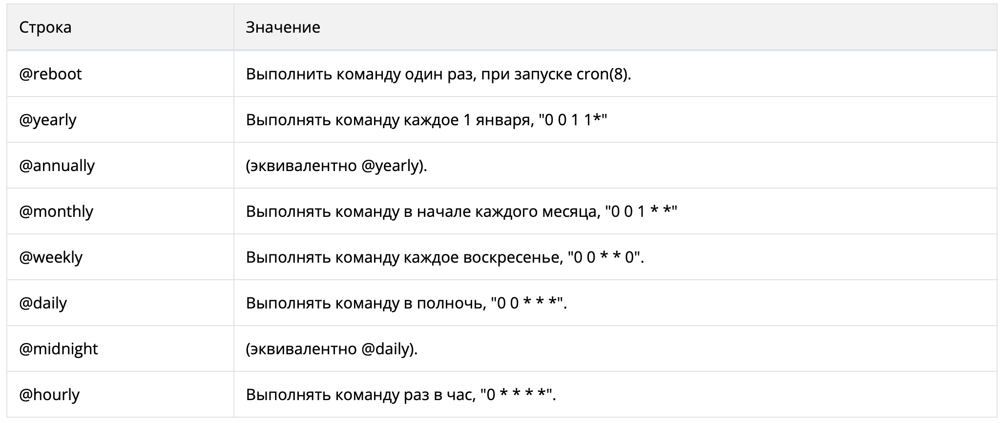 Строка Значение
@reboot Выполнить команду один раз, при запуске cron(8).
@yearly Выполнять команду каждое 1 января, "0 0 1 1*"
@annually (эквивалентно @yearly).
@monthly Выполнять команду в начале каждого месяца, "0 0 1 * *"
@weekly Выполнять команду каждое воскресенье, "0 0 * * 0".
@daily Выполнять команду в полночь, "0 0 * * *".
@midnight (эквивалентно @daily).
@hourly Выполнять команду раз в час, "0 * * * *".